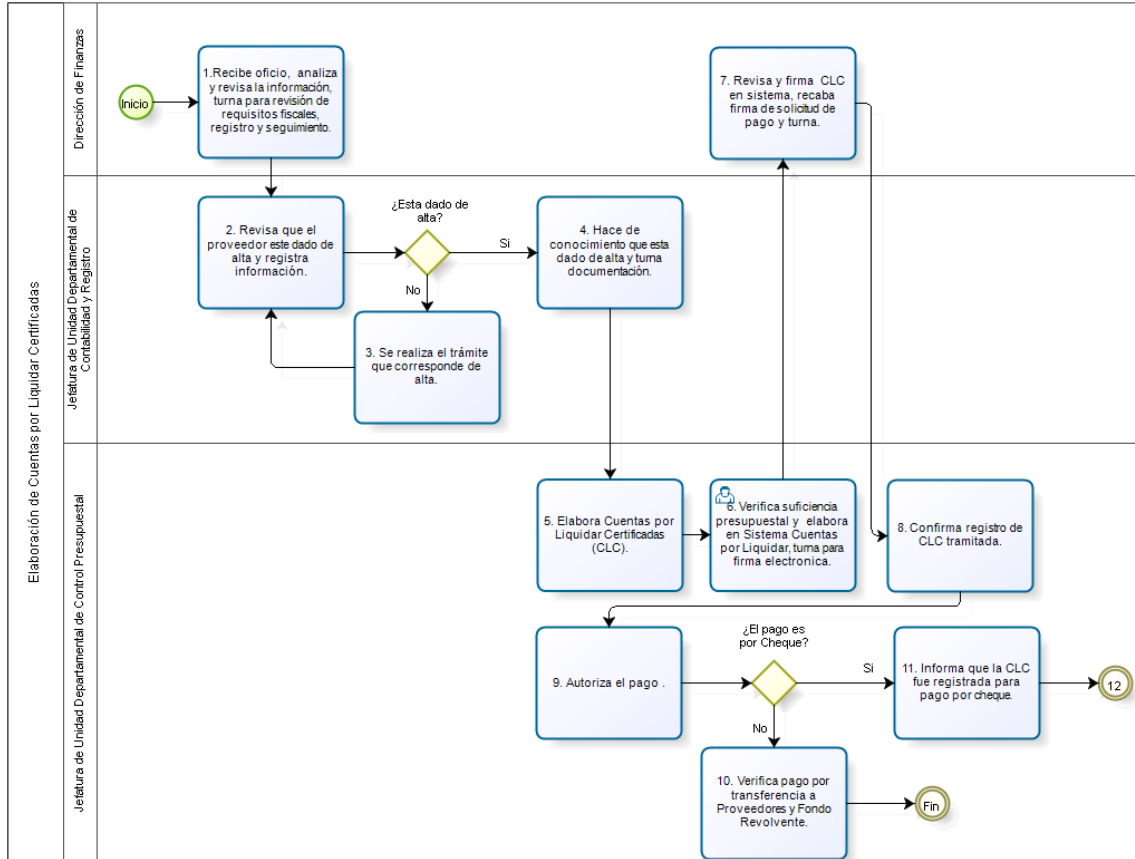 Elaboración de Cuentas por Liquidar Certificadas
Dirección de Finanzas
Inicio
1.Recibe oficio, analiza
y revisa la información,
turna para revisión de
requisitos fiscales,
registro y seguimiento.
7. Revisa y firma CLC
en sistema, recaba
firma de solicitud de
pago y turna.
Jefatura de Unidad Departamental de
Contabilidad y Registro
2. Revisa que el
proveedor este dado de
alta y registra
información.
¿Esta dado de
alta?
Si
No
3. Se realiza el trámite
que corresponde de
alta.
4. Hace de
conocimiento que esta
dado de alta y turna
documentación.
Jefatura de Unidad Departamental de Control Presupuestal
5. Elabora Cuentas por
Liquidar Certificadas
(CLC).
6. Verifica suficiencia
presupuestal y elabora
en Sistema Cuentas
por Liquidar, turna para
firma electronica.
8. Confirma registro de
CLC tramitada.
9. Autoriza el pago .
¿El pago es
por Cheque?
Si
No
11. Informa que la CLC
fue registrada para
pago por cheque.
12
10. Verifica pago por
transferencia a
Proveedores y Fondo
Revolvente.
Fin